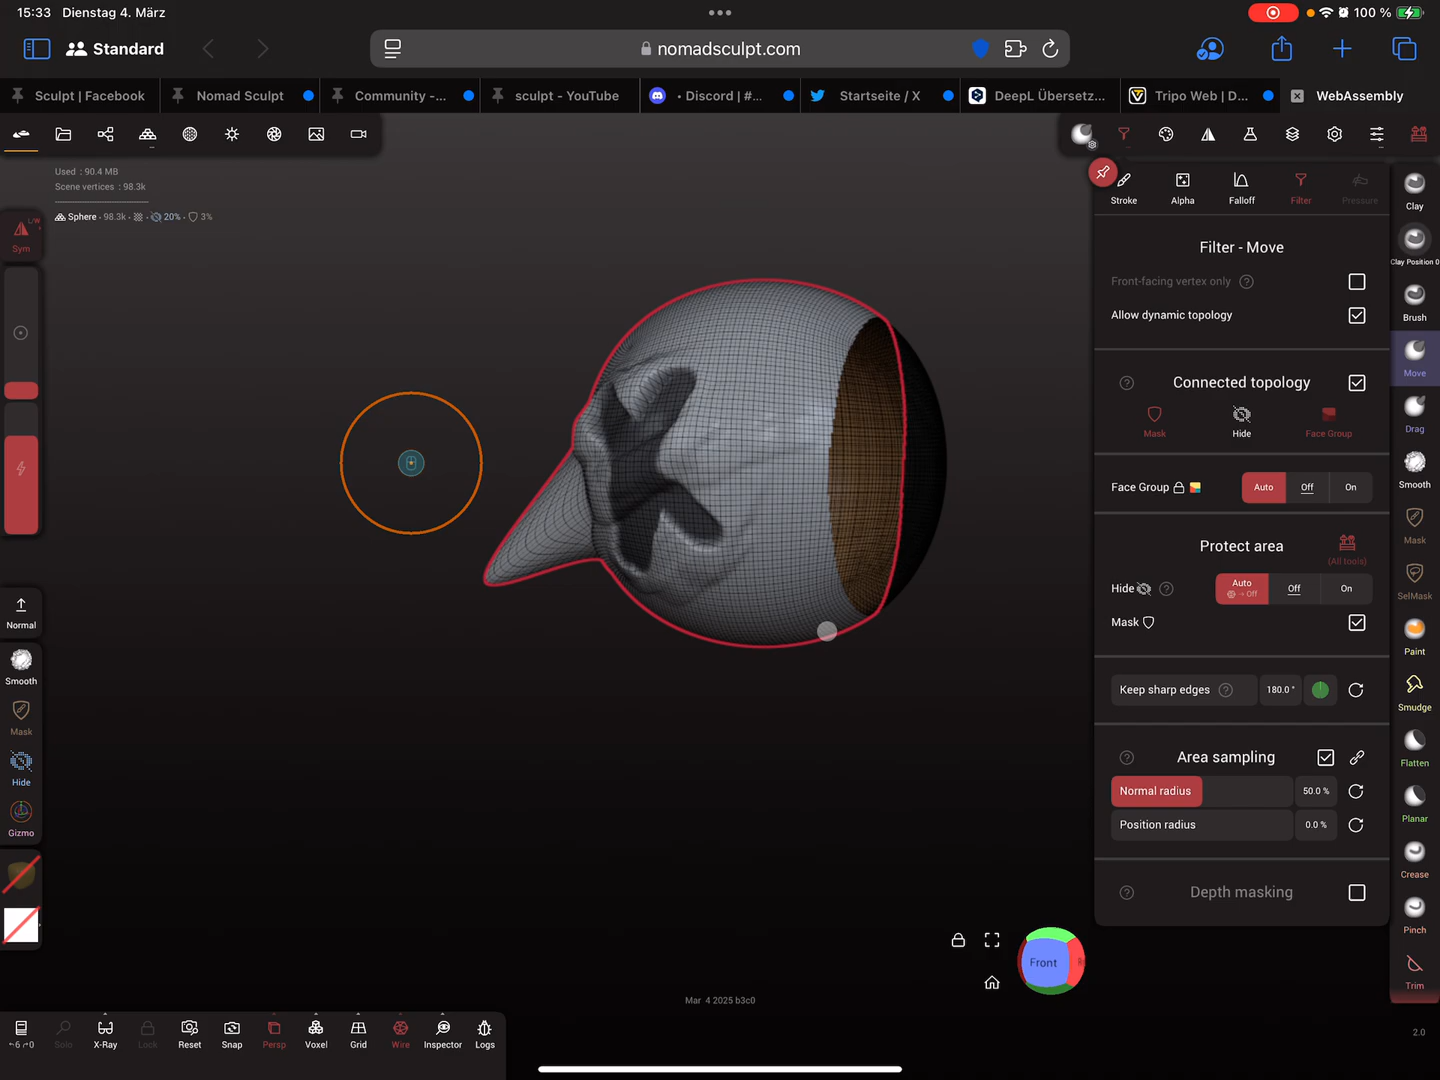 15:33 Dienstag 4. März
100 %
Standard
nomadsculpt.com
Sculpt | Facebook
Nomad Sculpt
Community -...
sculpt - YouTube
• Discord | #...
Startseite / X
DeepL Übersetz...
Tripo Web | D...
WebAssembly
Used : 90.4 MB
Scene vertices : 98.3k
Sphere - 98.3k · · 20% · 3%
Sym
Normal
Smooth
Mask
Hide
Gizmo
Stroke
Alpha
Falloff
Filter
Pressure
Filter - Move
Front-facing vertex only
Allow dynamic topology
Connected topology
Mask
Hide
Face Group
Face Group
Auto
Off
On
Protect area
(All tools)
Hide
Auto
→ Off
Off
On
Mask
Keep sharp edges
180.0 °
Area sampling
Normal radius
50.0 %
Position radius
0.0 %
Depth masking
Clay
Clay Position 0
Brush
Move
Drag
Smooth
Mask
SelMask
Paint
Smudge
Flatten
Planar
Crease
Pinch
Trim
Front
Mar 4 2025 b3c0
2.0
6
0
Solo
X-Ray
Lock
Reset
Snap
Persp
Voxel
Grid
Wire
Inspector
Logs